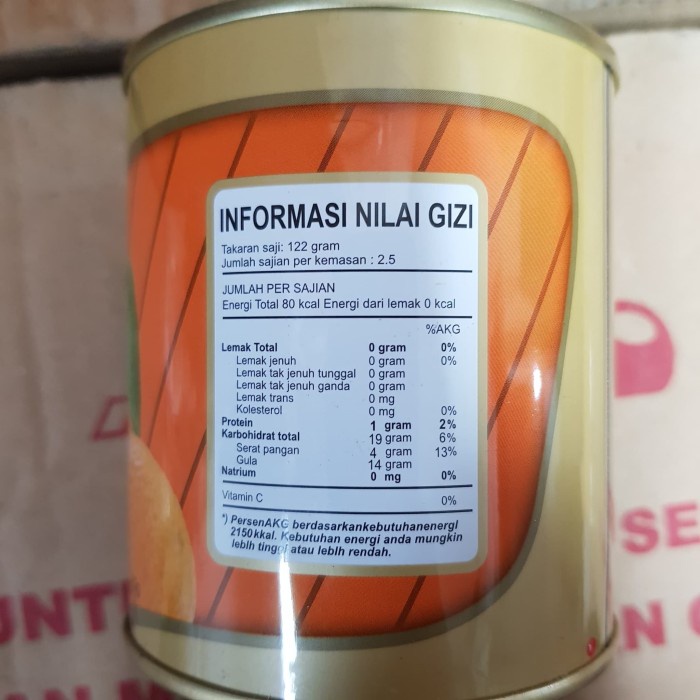 INFORMASI NILAI GIZI
Takaran saji: 122 gram
Jumlah sajian per kemasan : 2.5
JUMLAH PER SAJIAN
Energi Total 80 kcal Energi dari lemak 0 kcal
%AKG
Lemak Total 0 gram 0%
Lemak jenuh 0 gram 0%
Lemak tak jenuh tunggal 0 gram
Lemak tak jenuh ganda 0 gram
Lemak trans 0 mg
Kolesterol 0 mg 0%
Protein 1 gram 2%
Karbohidrat total 19 gram 6%
Serat pangan 4 gram 13%
Gula 14 gram
Natrium 0 mg 0%
Vitamin C 0%
*) PersenAKG berdasarkankebutuhanenergI
2150kkal. Kebutuhan energi anda mungkin
lebIh tinggI atau lebIh rendah.